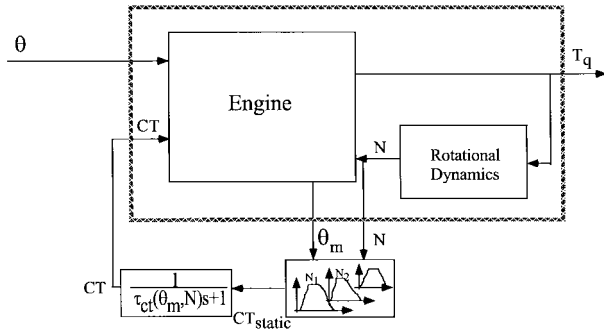 θ
T_q
Engine
CT
N
Rotational
Dynamics
θ_m
N
N_1
N_2
CT
1
τ_ct(θ_m,N)s+1
CT_static